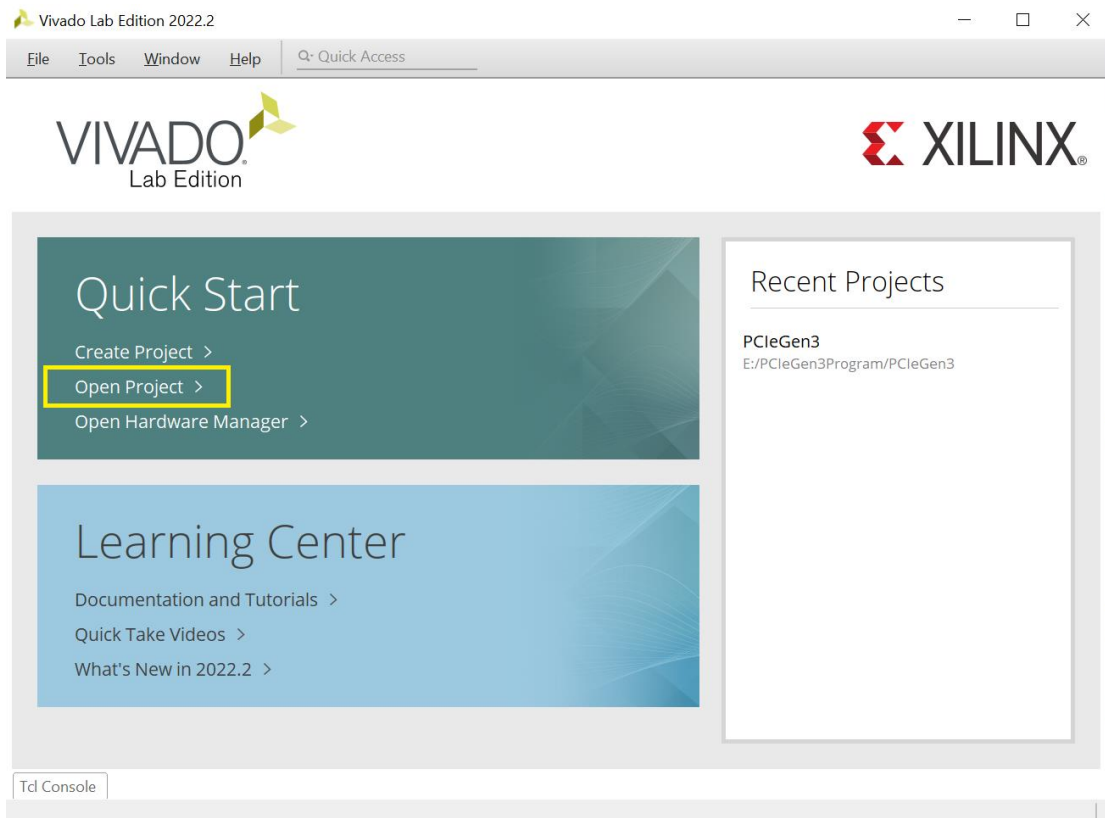 Vivado Lab Edition 2022.2
File Tools Window Help Quick Access
VIVADO.
Lab Edition
XILINX®
Quick Start
Create Project >
Open Project >
Open Hardware Manager >
Recent Projects
PCIeGen3
E:/PCIeGen3Program/PCIeGen3
Learning Center
Documentation and Tutorials >
Quick Take Videos >
What's New in 2022.2 >
Tcl Console